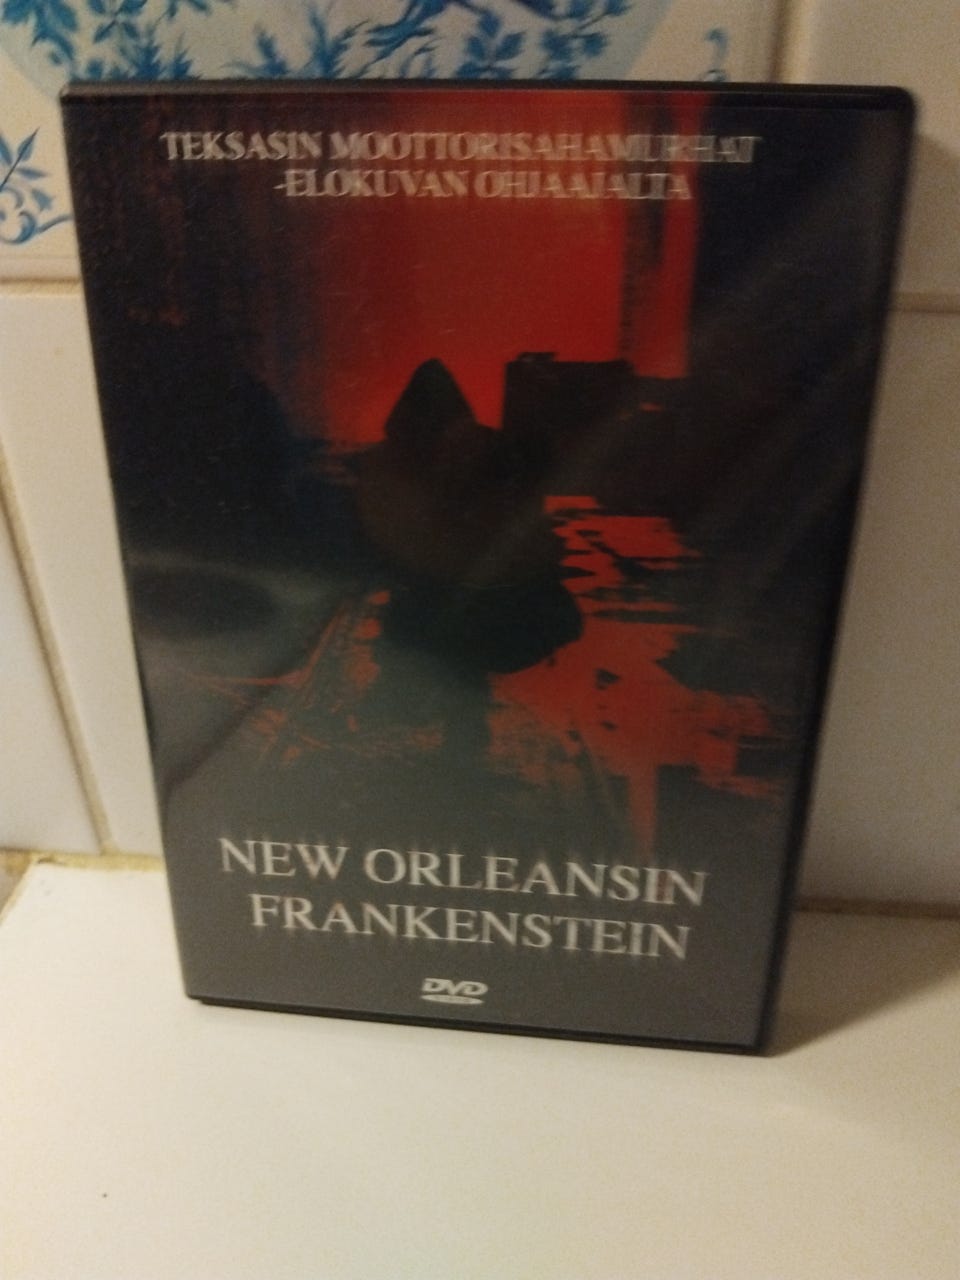 TEKSASIN MOOTTORISAHAMURHAT
-ELOKUVAN OHJAAJALTA
NEW ORLEANSIN
FRANKENSTEIN
DVD